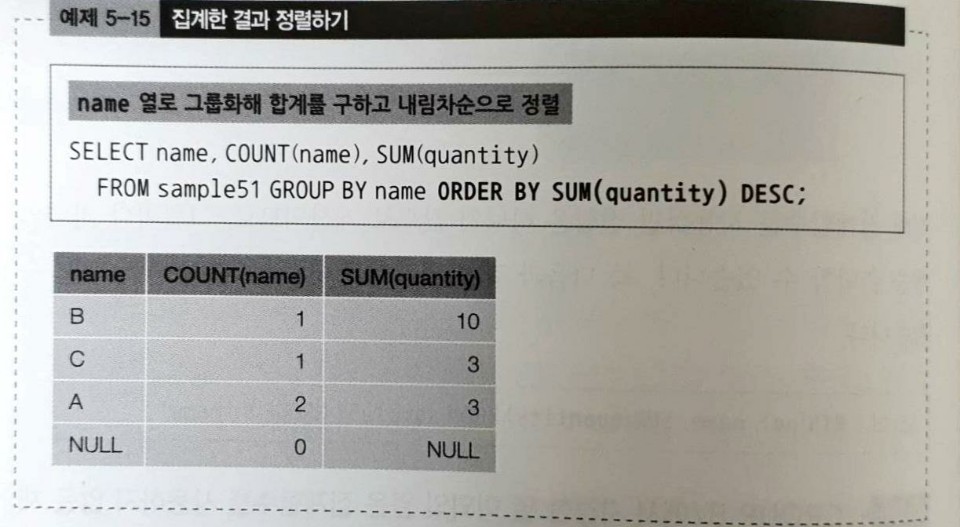 예제 5-15 집계한 결과 정렬하기
name 열로 그룹화해 합계를 구하고 내림차순으로 정렬
SELECT name, COUNT(name), SUM(quantity)
FROM sample51 GROUP BY name ORDER BY SUM(quantity) DESC;
name COUNT(name) SUM(quantity)
B 1 10
C 1 3
A 2 3
NULL 0 NULL